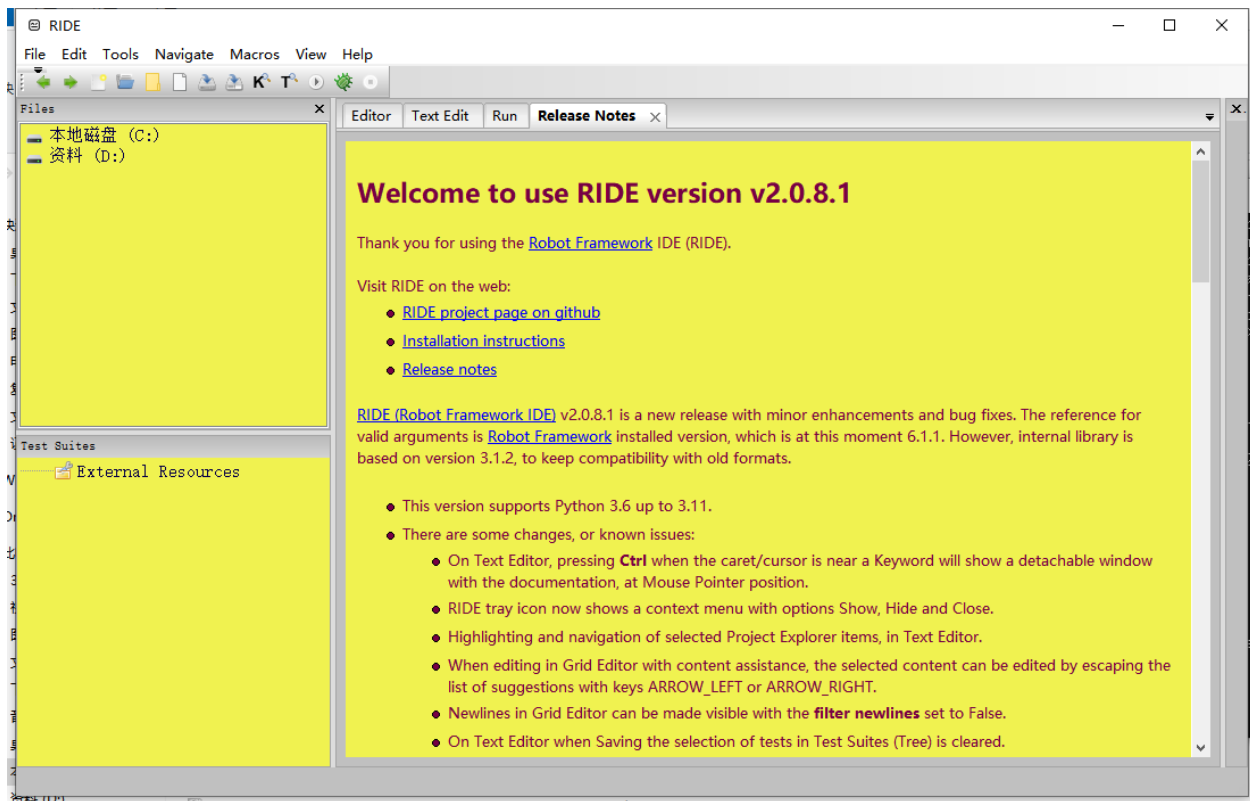 RIDE
File Edit Tools Navigate Macros View Help
Files
本地磁盘 (C:)
资料 (D:)
Test Suites
External Resources
Editor Text Edit Run Release Notes
Welcome to use RIDE version v2.0.8.1
Thank you for using the Robot Framework IDE (RIDE).
Visit RIDE on the web:
RIDE project page on github
Installation instructions
Release notes
RIDE (Robot Framework IDE) v2.0.8.1 is a new release with minor enhancements and bug fixes. The reference for
valid arguments is Robot Framework installed version, which is at this moment 6.1.1. However, internal library is
based on version 3.1.2, to keep compatibility with old formats.
This version supports Python 3.6 up to 3.11.
There are some changes, or known issues:
On Text Editor, pressing Ctrl when the caret/cursor is near a Keyword will show a detachable window
with the documentation, at Mouse Pointer position.
RIDE tray icon now shows a context menu with options Show, Hide and Close.
Highlighting and navigation of selected Project Explorer items, in Text Editor.
When editing in Grid Editor with content assistance, the selected content can be edited by escaping the
list of suggestions with keys ARROW_LEFT or ARROW_RIGHT.
Newlines in Grid Editor can be made visible with the filter newlines set to False.
On Text Editor when Saving the selection of tests in Test Suites (Tree) is cleared.